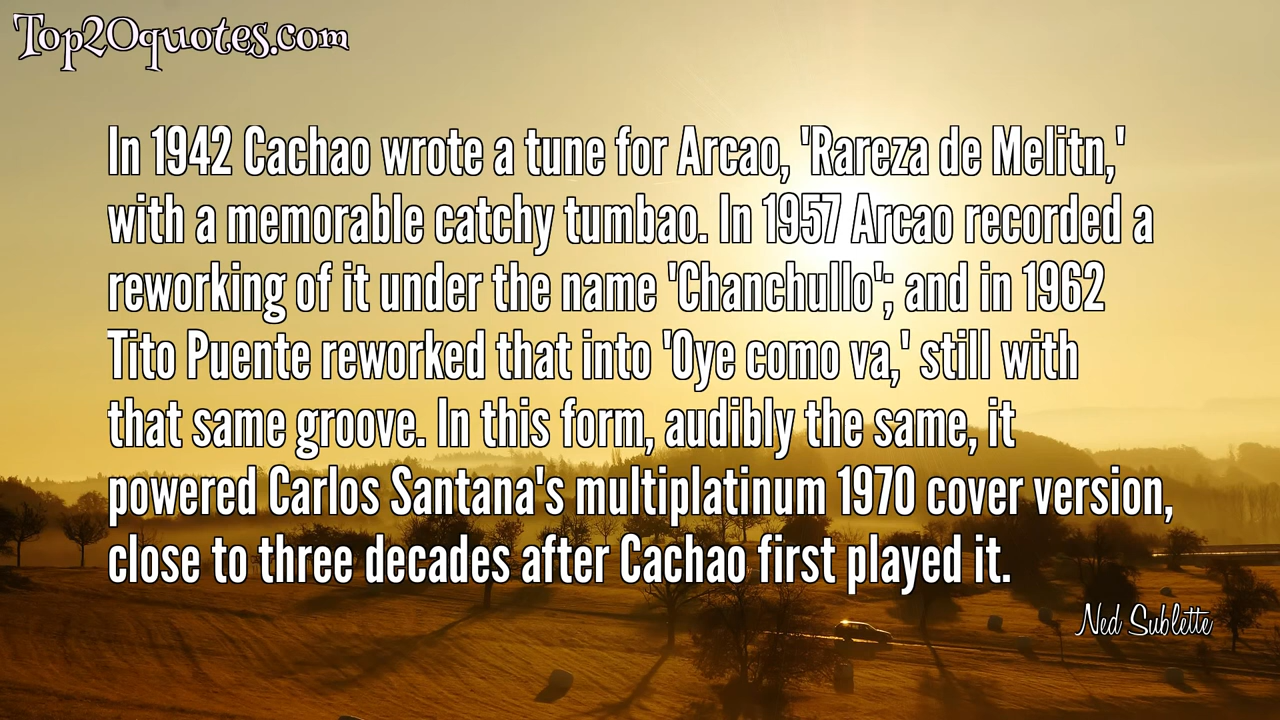 Top20quotes.com
In 1942 Cachao wrote a tune for Arcao, 'Rareza de Melitn,'
with a memorable catchy tumbao. In 1957 Arcao recorded a
reworking of it under the name 'Chanchullo'; and in 1962
Tito Puente reworked that into 'Oye como va,' still with
that same groove. In this form, audibly the same, it
powered Carlos Santana's multiplatinum 1970 cover version,
close to three decades after Cachao first played it.
Ned Sublette